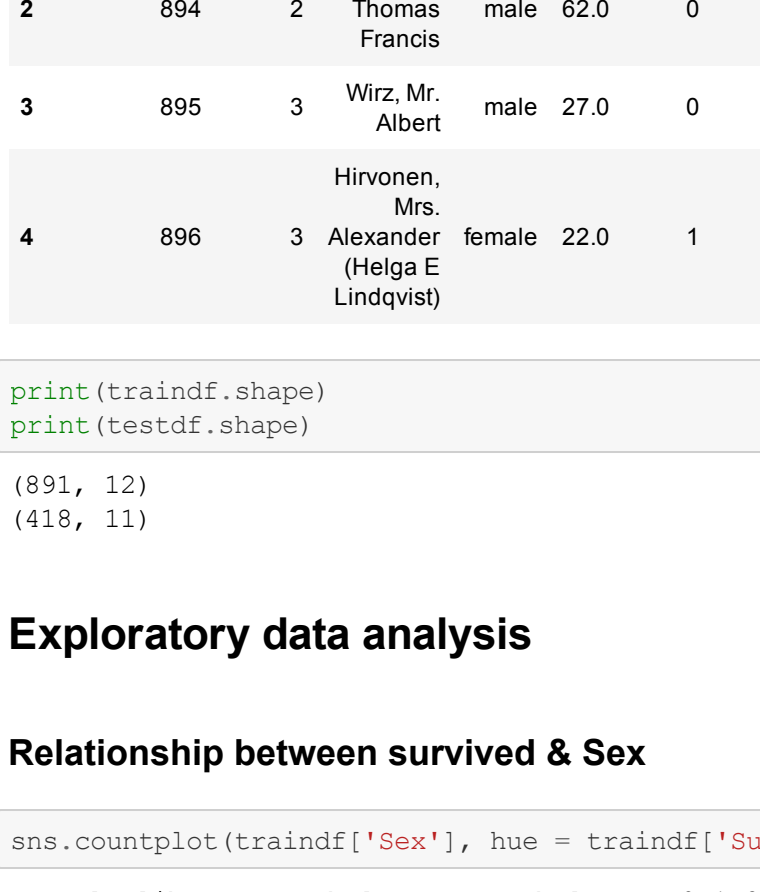 2 894 2 Thomas male 62.0 0
Francis
Wirz, Mr.
3 895 3 male 27.0 0
Albert
Hirvonen,
Mrs.
4 896 3 Alexander female 22.0 1
(Helga E
Lindqvist)
print(traindf.shape)
print(testdf.shape)
(891, 12)
(418, 11)
Exploratory data analysis
Relationship between survived & Sex
sns.countplot(traindf['Sex'], hue = traindf['Su